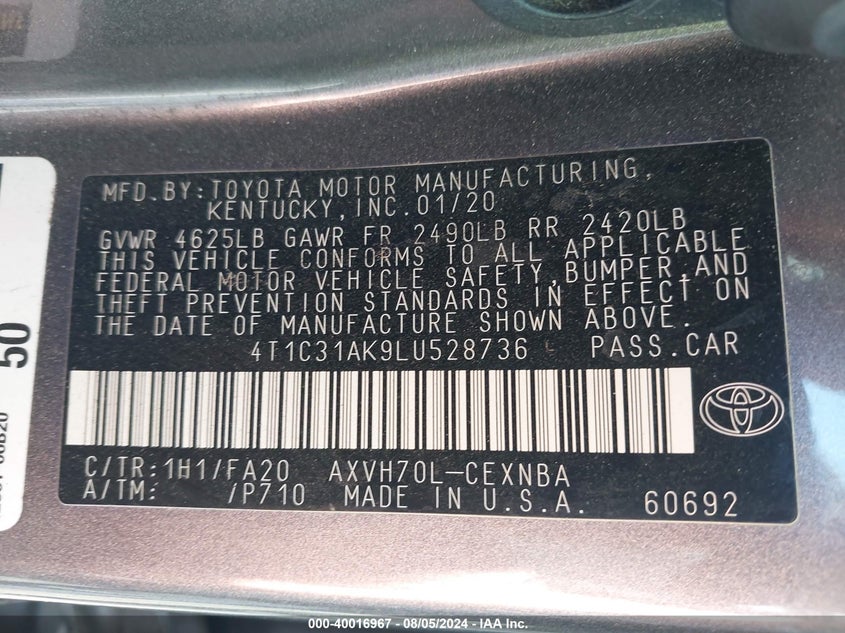 MFD.BY:TOYOTA MOTOR MANUFACTURING,
KENTUCKY,INC.01/20
GVWR 4625LB GAWR FR 2490LB RR 2420LB
THIS VEHICLE CONFORMS TO ALL APPLICABLE
FEDERAL MOTOR VEHICLE SAFETY,BUMPER,AND
THEFT PREVENTION STANDARDS IN EFFECT ON
THE DATE OF MANUFACTURE SHOWN ABOVE.
4T1C31AK9LU528736 PASS.CAR
C/TR:1H1/FA20 AXVH70L-CEXNBA
A/TM: /P710 MADE IN U.S.A. 60692
50
000-40016967 - 08/05/2024 - IAA Inc.